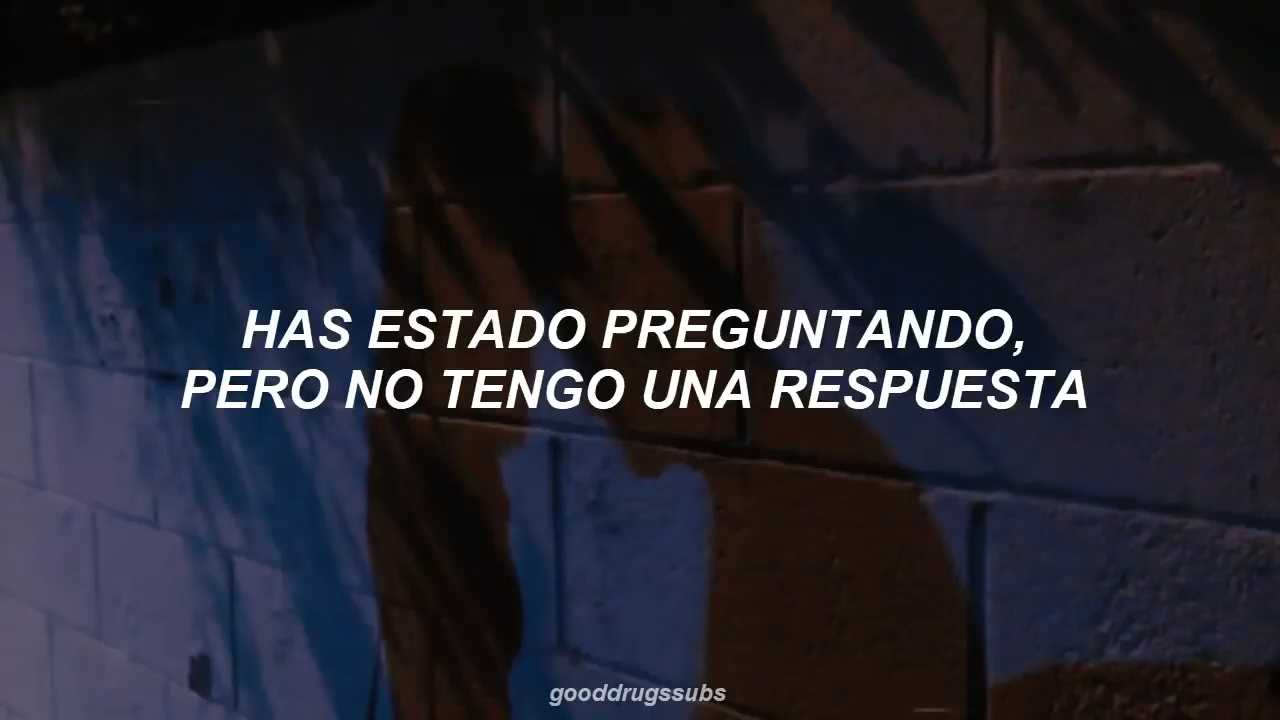 HAS ESTADO PREGUNTANDO,
PERO NO TENGO UNA RESPUESTA
gooddrugssubs